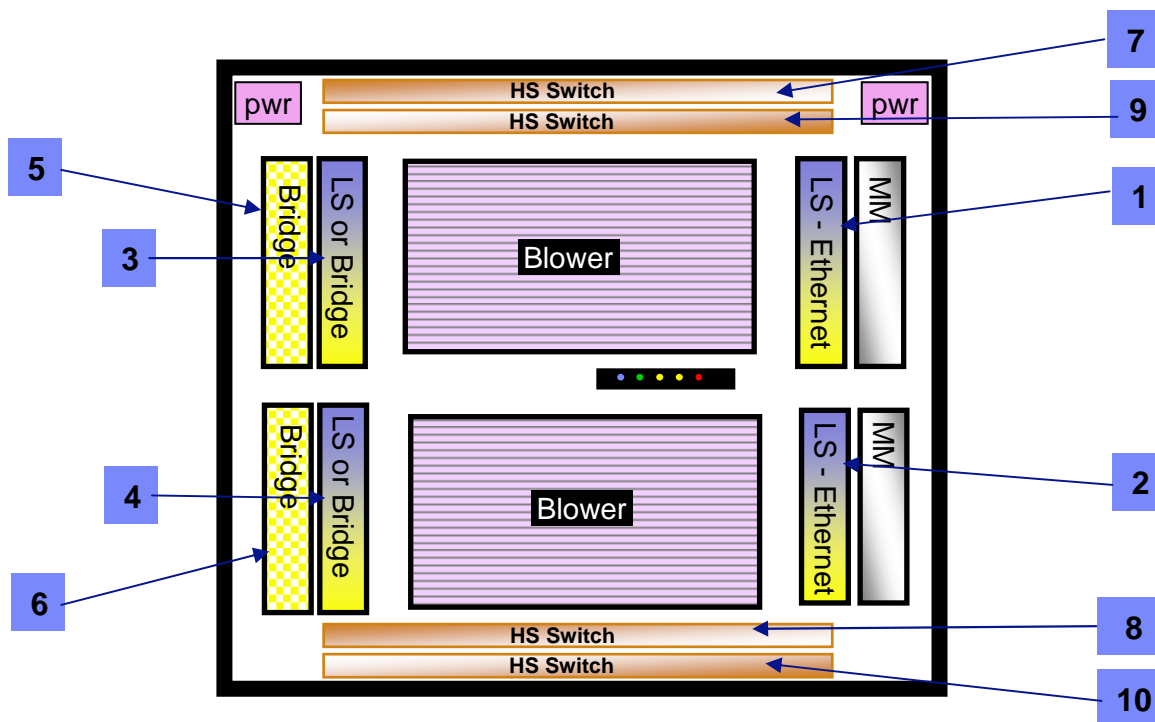 7
HS Switch
pwr
pwr
HS Switch
9
5
Bridge
LS or Bridge
LS - Ethernet
MM
1
3
Blower
Bridge
LS or Bridge
LS - Ethernet
MM
4
Blower
2
6
HS Switch
8
HS Switch
10